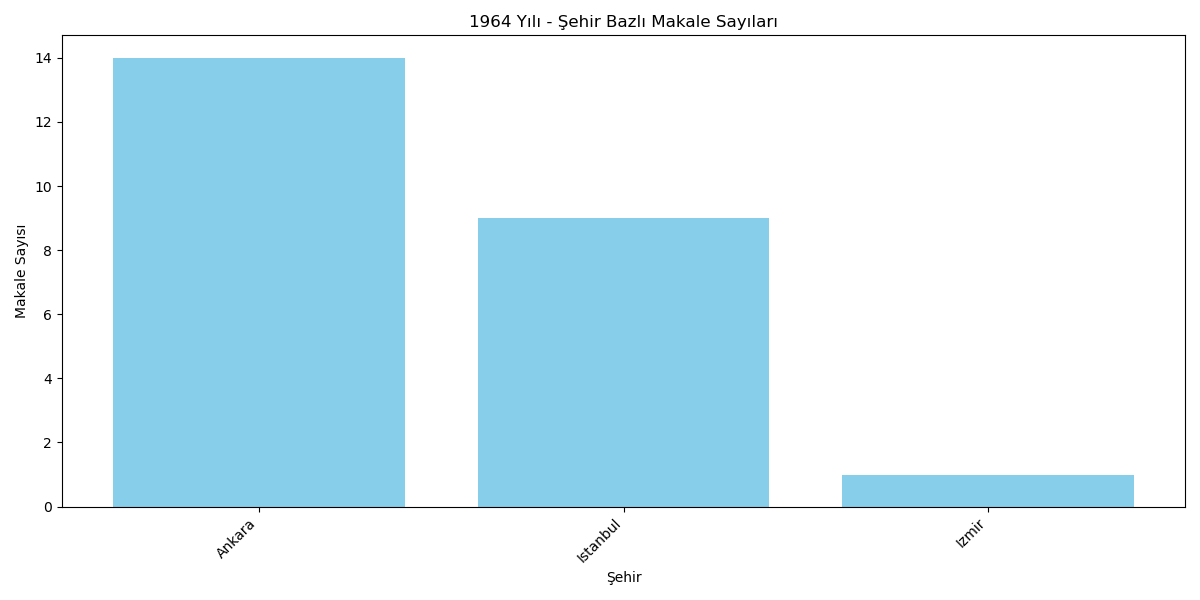 1964 Yılı - Şehir Bazlı Makale Sayıları
Makale Sayısı
14
12
10
8
6
4
2
0
Ankara
Istanbul
Izmir
Şehir